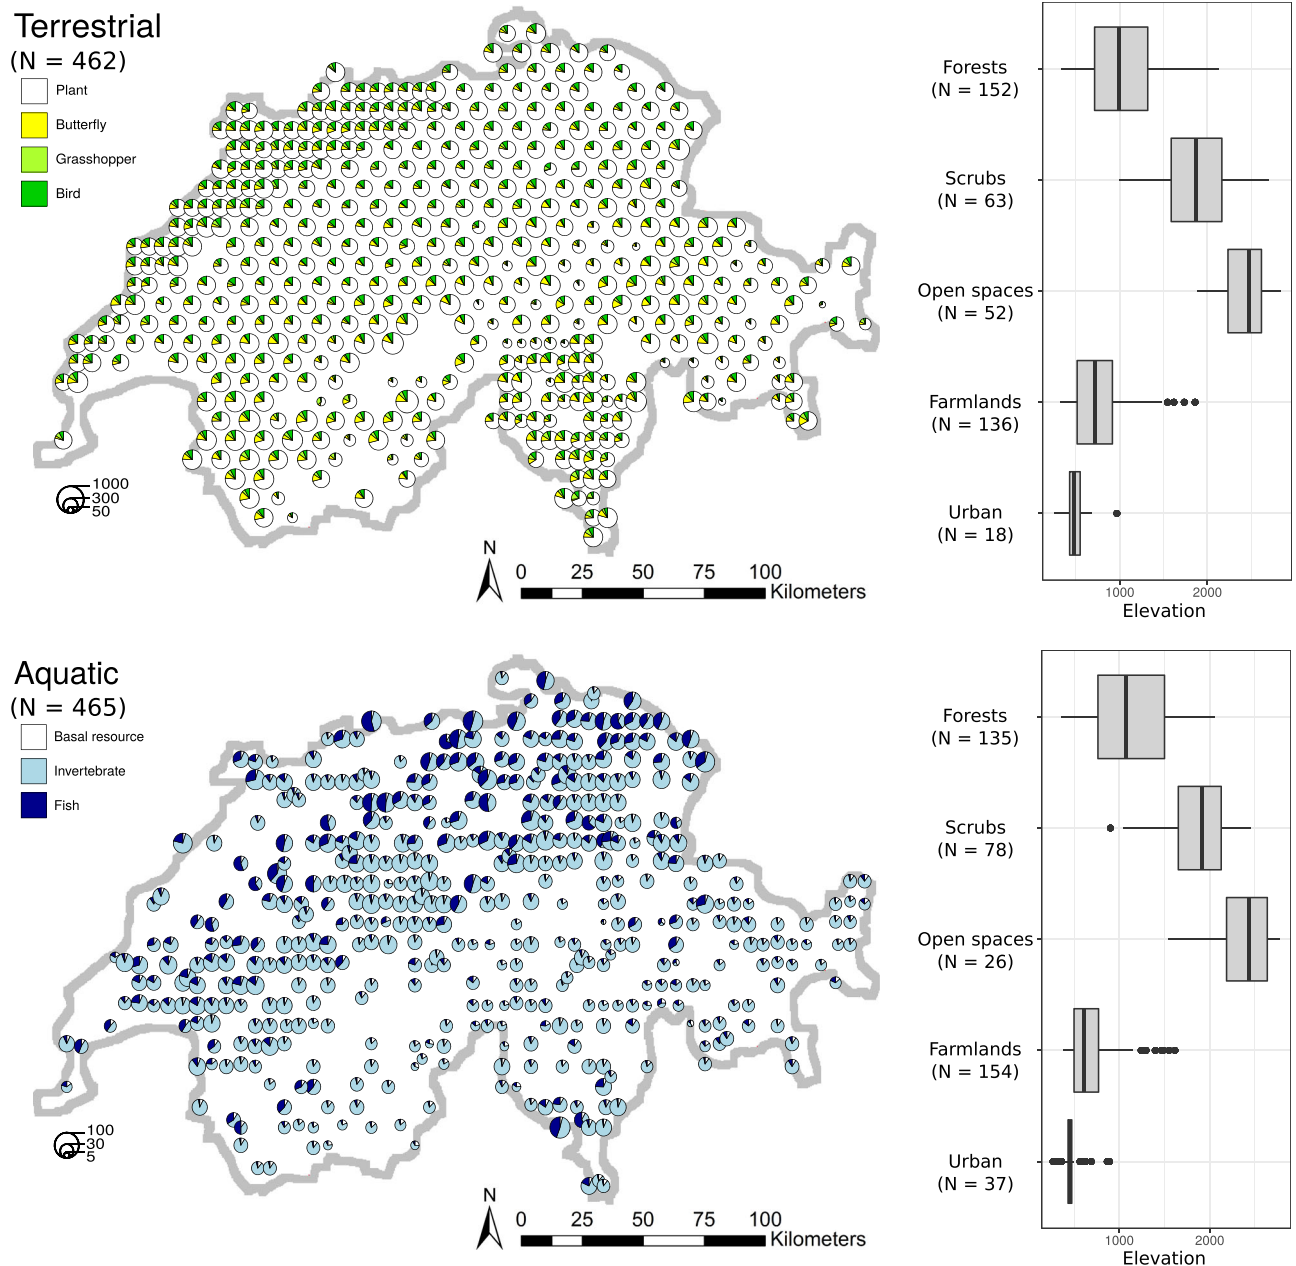 Terrestrial
(N = 462)
Plant
Butterfly
Grasshopper
Bird
1000
300
50
N
0 25 50 75 100
Kilometers
Forests
(N = 152)
Scrubs
(N = 63)
Open spaces
(N = 52)
Farmlands
(N = 136)
Urban
(N = 18)
1000 2000
Elevation
Aquatic
(N = 465)
Basal resource
Invertebrate
Fish
100
30
5
N
0 25 50 75 100
Kilometers
Forests
(N = 135)
Scrubs
(N = 78)
Open spaces
(N = 26)
Farmlands
(N = 154)
Urban
(N = 37)
1000 2000
Elevation